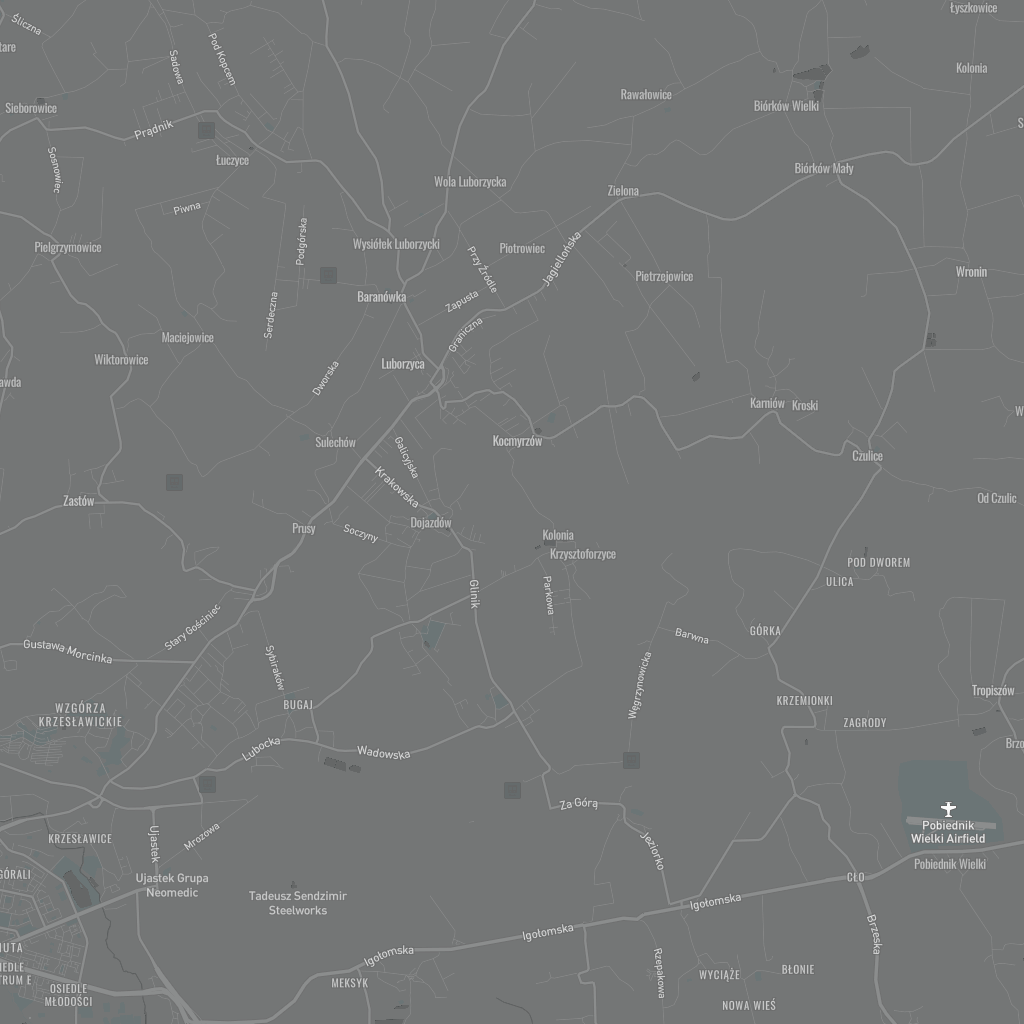 Śliczna
Łyszkowice
Pod Kopcem
Sadowa
Kolonia
Rawałowice
Biórków Wielki
Sieborowice
Prądnik
Łuczyce
Sosnowiec
Biórków Mały
Wola Luborzycka
Zielona
Piwna
Podgórska
Wysiółek Luborzycki
Pielgrzymowice
Piotrowiec
Jagiellońska
Przy Źródle
Wronin
Pietrzejowice
Baranówka
Zapusta
Serdeczna
Graniczna
Maciejowice
Wiktorowice
Luborzyca
Dworska
Karniów
Kroski
Sulechów
Kocmyrzów
Galicyjska
Czulice
Krakowska
Zastów
Od Czulic
Prusy
Soczyny
Dojazdów
Kolonia
Krzysztoforzyce
POD DWOREM
ULICA
Glinik
Parkowa
Stary Gościniec
GÓRKA
Barwna
Gustawa Morcinka
Sybiraków
Węgrzynowicka
Tropiszów
KRZEMIONKI
BUGAJ
WZGÓRZA
KRZESŁAWICKIE
ZAGRODY
Lubocka
Wadowska
Za Górą
Pobiednik
Wielki Airfield
KRZESŁAWICE
Ujastek
Mrozowa
Jeziorko
Pobiednik Wielki
Ujastek Grupa
Neomedic
CŁO
Tadeusz Sendzimir
Steelworks
Igołomska
Igołomska
Brzeska
Igołomska
Rzepakowa
WYCIĄŻE
BŁONIE
MEKSYK
OSIEDLE
MŁODOŚCI
NOWA WIEŚ